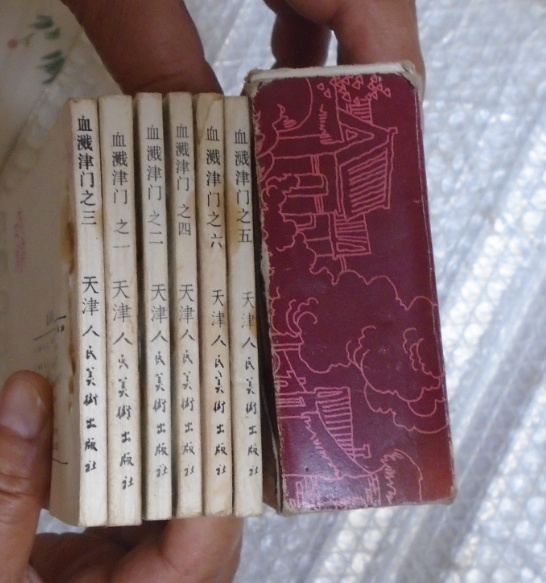 血溅津门之三 天津人民美術出版社
血溅津门 之一 天津人民美術出版社
血溅津门 之二 天津人民美術出版社
血溅津门 之四 天津人民美術出版社
血溅津门之六 天津人民美術出版社
血溅津门之五 天津人民美術出版社